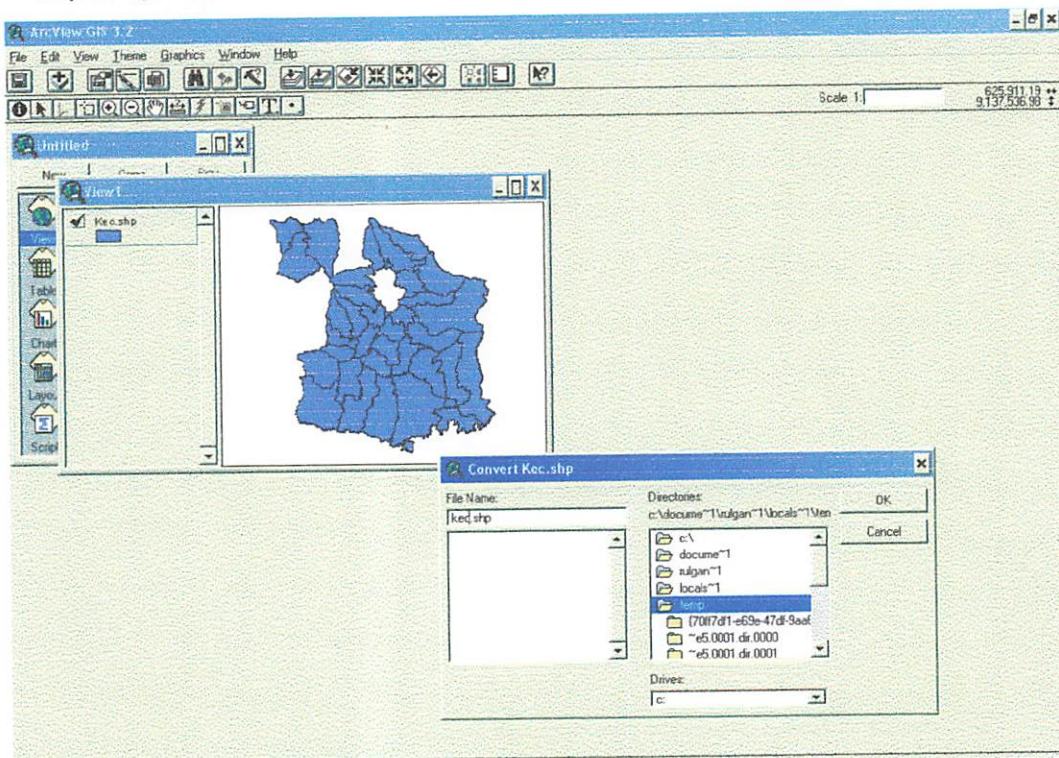 ArcView GIS 3.2
File Edit View Theme Graphics Window Help
Scale 1:
625,911.19
9,137,536.98
Untitled
New
View1
Kec.shp
Views
Table
Chart
Layou
Script
Convert Kec.shp
File Name:
kec.shp
Directories:
c:\docume~1\rulgan~1\locals~1\ten
c:\
docume~1
rulgan~1
locals~1
temp
~e5.0001.dir.0000
~e5.0001.dir.0001
Drives:
c:
OK
Cancel